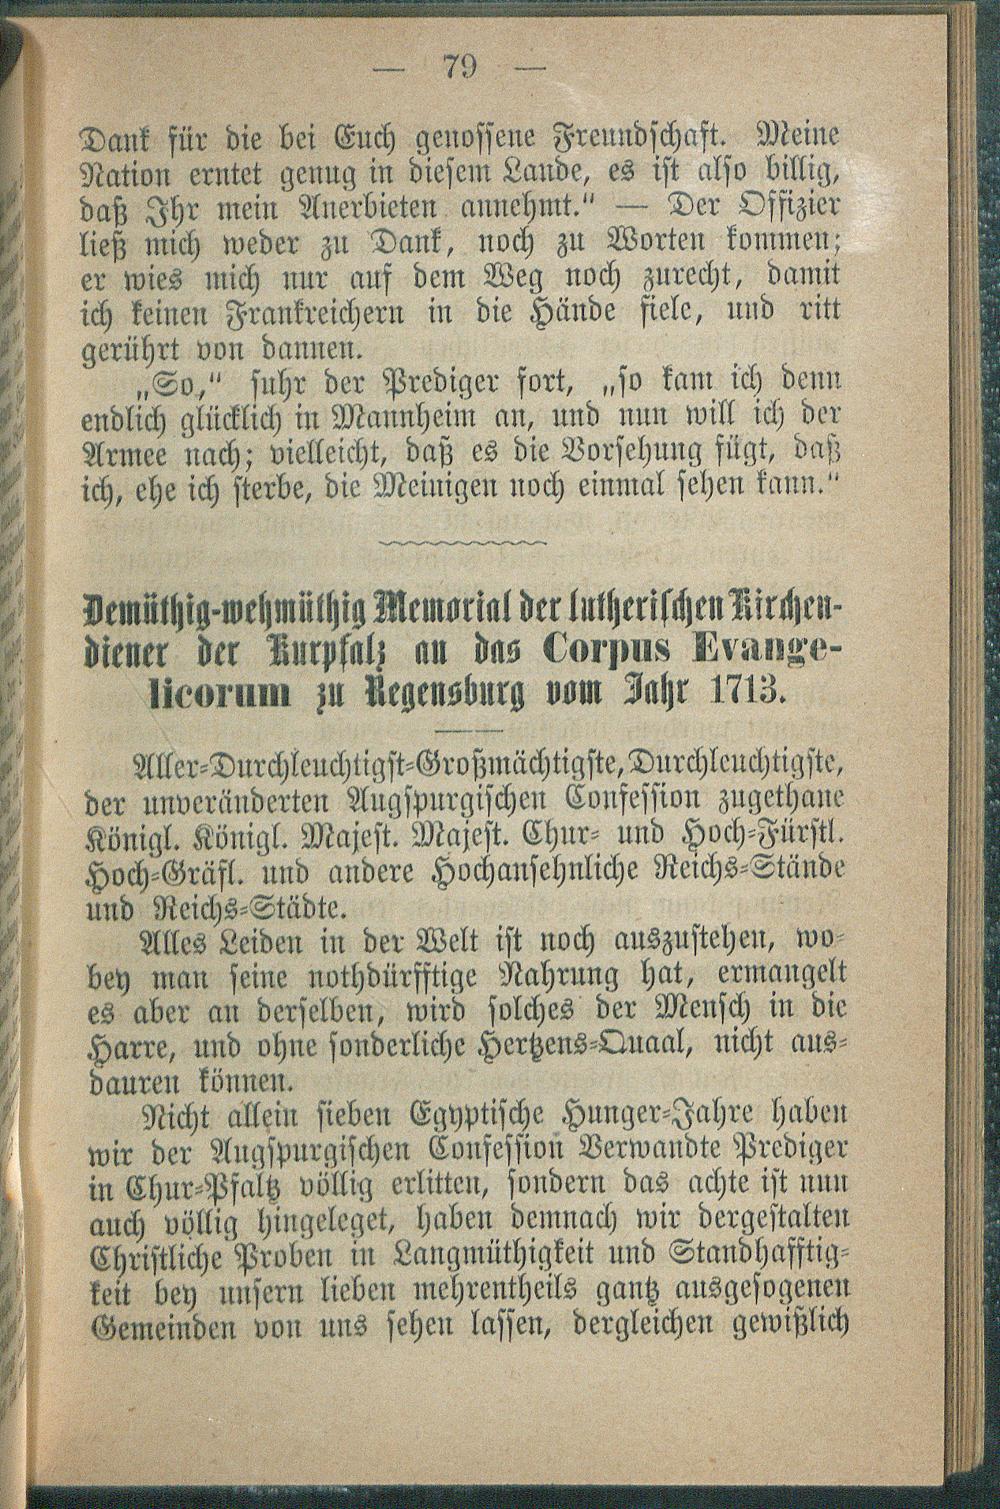 — 79 —
Dank für die bei Euch genossene Freundschaft. Meine
Nation erntet genug in diesem Lande, es ist also billig,
daß Ihr mein Anerbieten annehmt.“ — Der Offizier
ließ mich weder zu Dank, noch zu Worten kommen;
er wies mich nur auf dem Weg noch zurecht, damit
ich keinen Frankreichern in die Hände fiele, und ritt
gerührt von dannen.
„So,“ fuhr der Prediger fort, „so kam ich denn
endlich glücklich in Mannheim an, und nun will ich der
Armee nach; vielleicht, daß es die Vorsehung fügt, daß
ich, ehe ich sterbe, die Meinigen noch einmal sehen kann.“
Demüthig-wehmüthig Memorial der lutherischen Kirchen-
diener der Kurpfalz an das Corpus Evange-
licorum zu Regensburg vom Jahr 1713.
Aller-Durchleuchtigst-Großmächtigste, Durchleuchtigste,
der unveränderten Augspurgischen Confession zugethane
Königl. Königl. Majest. Majest. Chur- und Hoch-Fürstl.
Hoch-Gräfl. und andere Hochansehnliche Reichs-Stände
und Reichs-Städte.
Alles Leiden in der Welt ist noch auszustehen, wo-
bey man seine nothdürfftige Nahrung hat, ermangelt
es aber an derselben, wird solches der Mensch in die
Harre, und ohne sonderliche Hertzens-Quaal, nicht aus-
dauren können.
Nicht allein sieben Egyptische Hunger-Jahre haben
wir der Augspurgischen Confession Verwandte Prediger
in Chur-Pfaltz völlig erlitten, sondern das achte ist nun
auch völlig hingeleget, haben demnach wir dergestalten
Christliche Proben in Langmüthigkeit und Standhafftig-
keit bey unsern lieben mehrentheils gantz ausgesogenen
Gemeinden von uns sehen lassen, dergleichen gewißlich